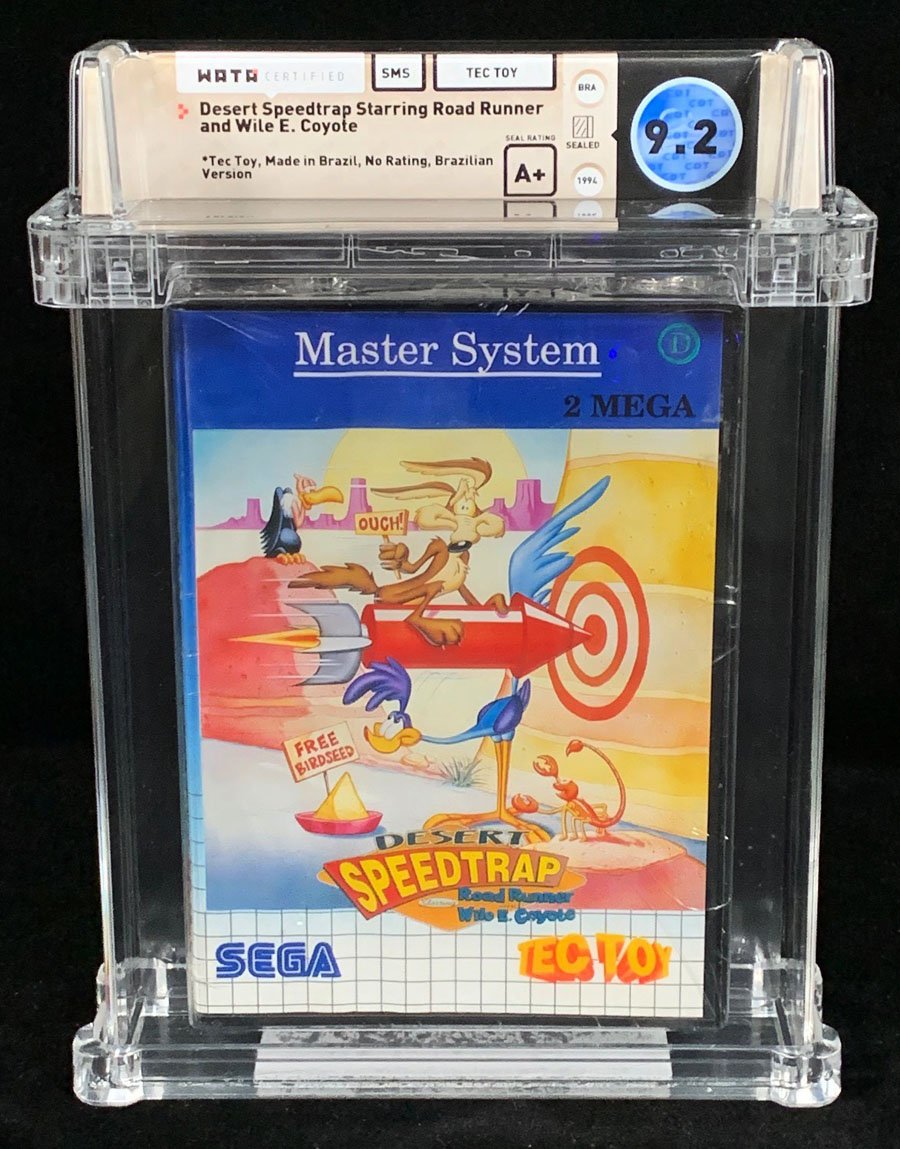 WATA CERTIFIED
SMS
TEC TOY
BRA
Desert Speedtrap Starring Road Runner
and Wile E. Coyote
SEAL RATING
SEALED
9.2
*Tec Toy, Made in Brazil, No Rating, Brazilian
Version
A+
1994
Master System
D
2 MEGA
OUCH!
FREE
BIRDSEED
DESERT
SPEEDTRAP
Starring
Road Runner
Wile E. Coyote
SEGA
TEC TOY